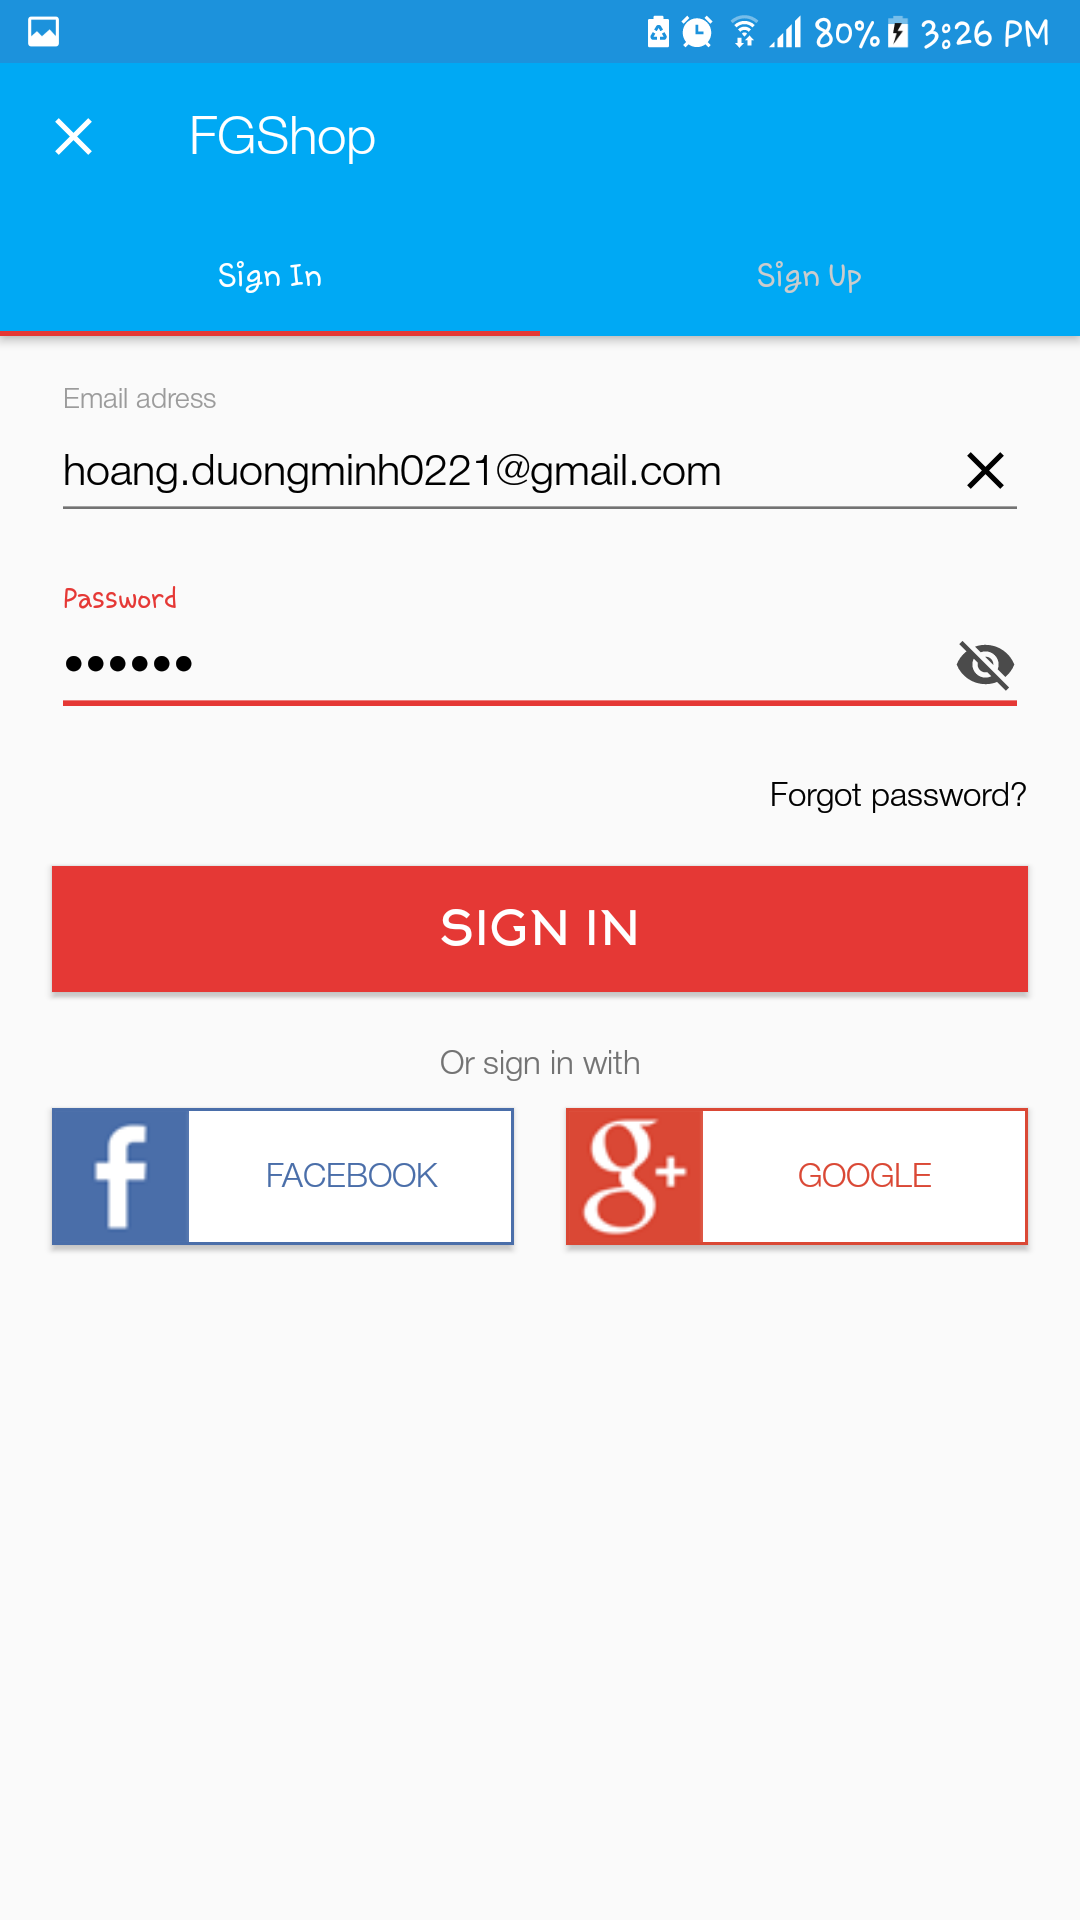 80% 3:26 PM
FGShop
Sign In Sign Up
Email adress
hoang.duongminh0221@gmail.com
Password
••••••
Forgot password?
SIGN IN
Or sign in with
f FACEBOOK g+ GOOGLE